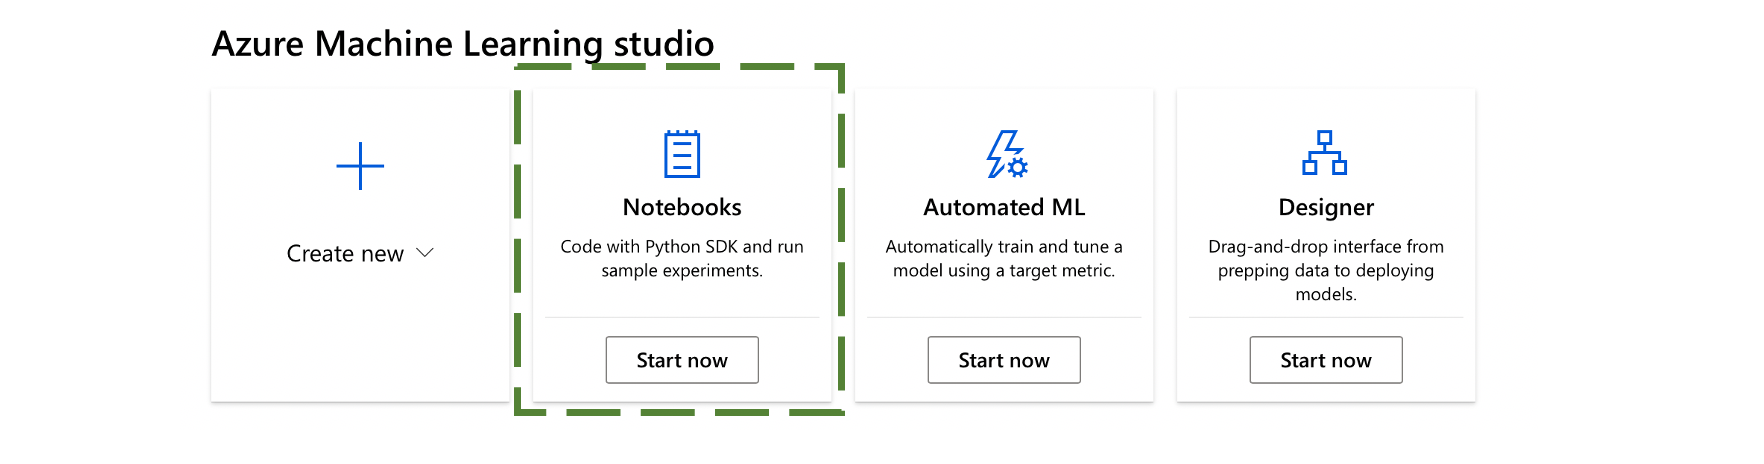 Azure Machine Learning studio
Create new
Notebooks
Code with Python SDK and run
sample experiments.
Start now
Automated ML
Automatically train and tune a
model using a target metric.
Start now
Designer
Drag-and-drop interface from
prepping data to deploying
models.
Start now